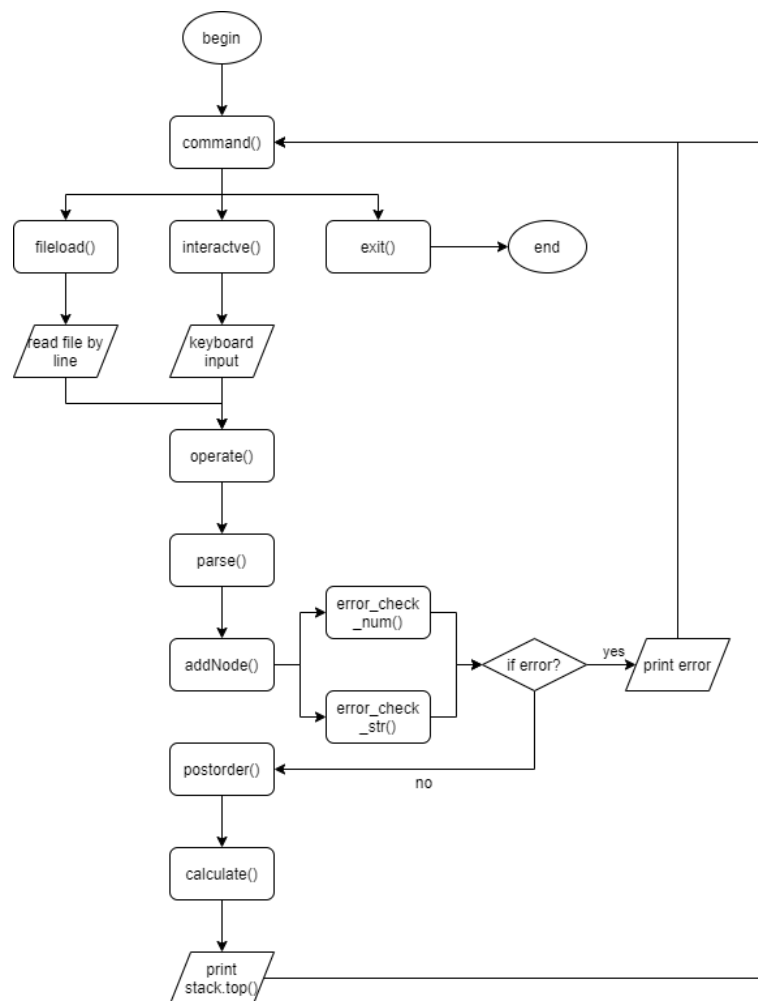 begin
command()
fileload()
interactve()
exit()
end
read file by
line
keyboard
input
operate()
parse()
addNode()
error_check
_num()
error_check
_str()
if error?
yes
print error
no
postorder()
calculate()
print
stack.top()